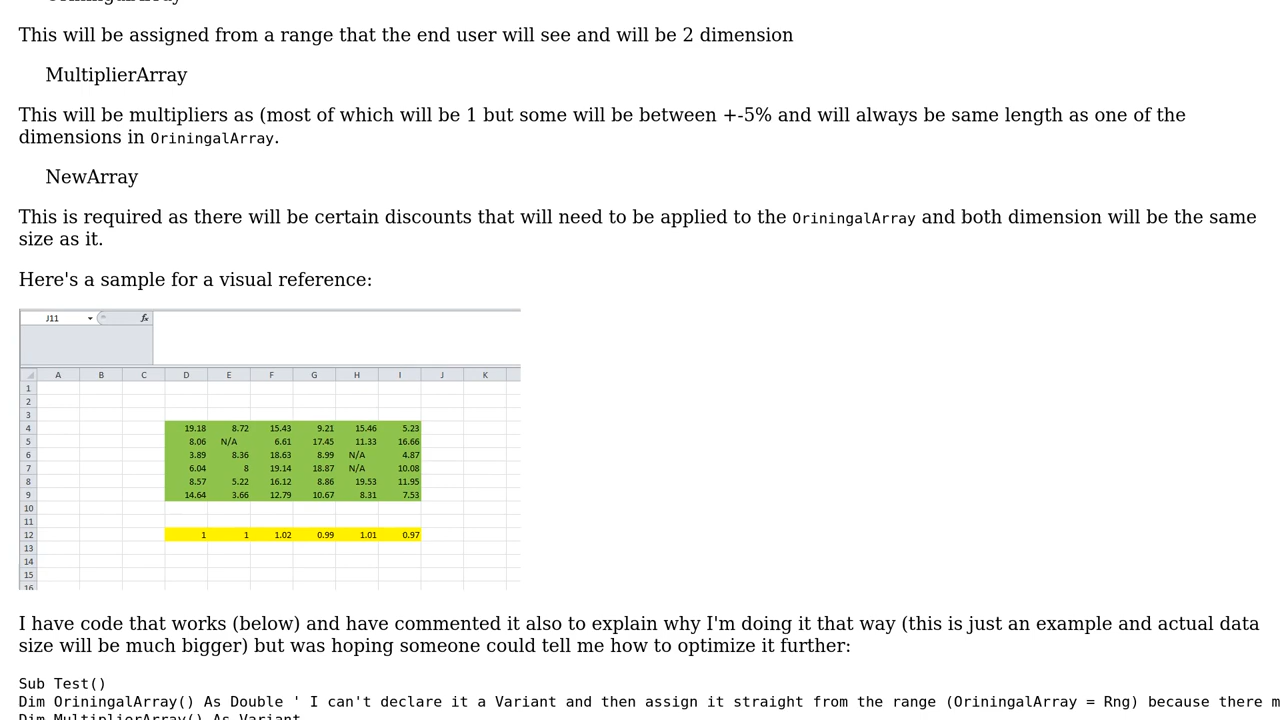 This will be assigned from a range that the end user will see and will be 2 dimension
MultiplierArray
This will be multipliers as (most of which will be 1 but some will be between +-5% and will always be same length as one of the
dimensions in OriningalArray.
NewArray
This is required as there will be certain discounts that will need to be applied to the OriningalArray and both dimension will be the same
size as it.
Here's a sample for a visual reference:
J11 fx
A B C D E F G H I J K
1
2
3
4 19.18 8.72 15.43 9.21 15.46 5.23
5 8.06 N/A 6.61 17.45 11.33 16.66
6 3.89 8.36 18.63 8.99 N/A 4.87
7 6.04 8 19.14 18.87 N/A 10.08
8 8.57 5.22 16.12 8.86 19.53 11.95
9 14.64 3.66 12.79 10.67 8.31 7.53
10
11
12 1 1 1.02 0.99 1.01 0.97
13
14
15
16
I have code that works (below) and have commented it also to explain why I'm doing it that way (this is just an example and actual data
size will be much bigger) but was hoping someone could tell me how to optimize it further:
Sub Test()
Dim OriningalArray() As Double ' I can't declare it a Variant and then assign it straight from the range (OriningalArray = Rng) because there m
Dim MultiplierArray() As Variant